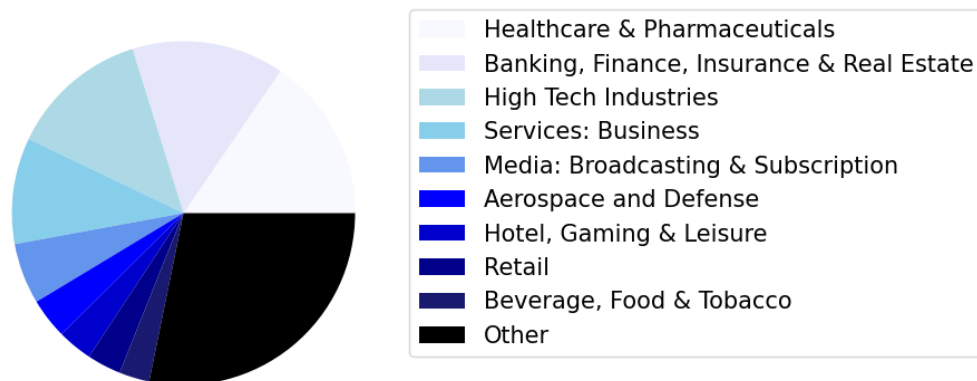 Healthcare & Pharmaceuticals
Banking, Finance, Insurance & Real Estate
High Tech Industries
Services: Business
Media: Broadcasting & Subscription
Aerospace and Defense
Hotel, Gaming & Leisure
Retail
Beverage, Food & Tobacco
Other